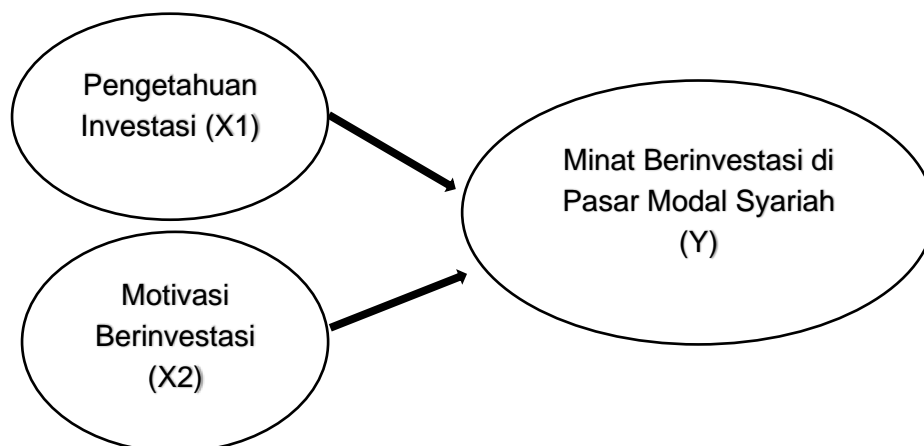 Pengetahuan
Investasi (X1)
Minat Berinvestasi di
Pasar Modal Syariah
(Y)
Motivasi
Berinvestasi
(X2)